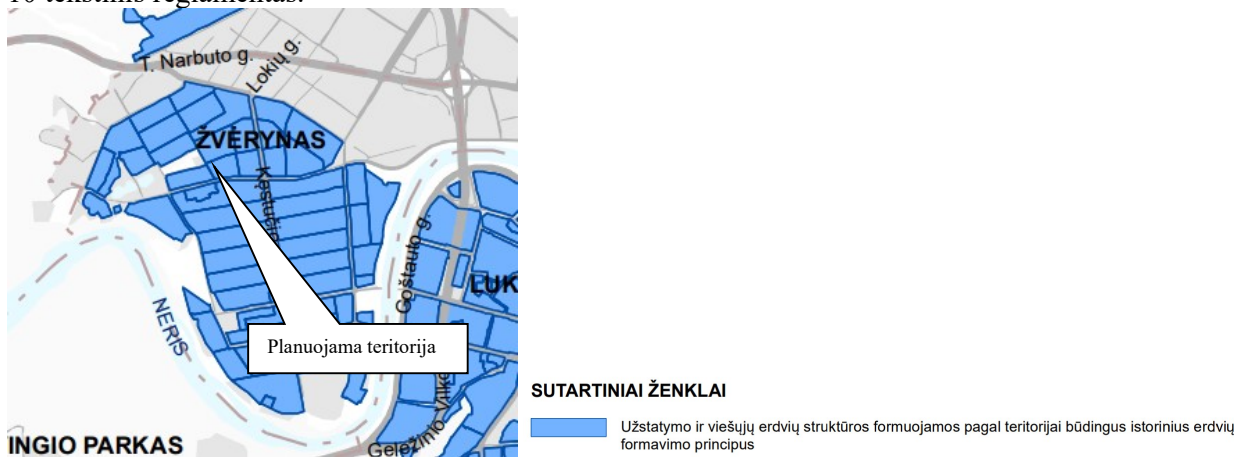 T. Narbuto g.
Lokių g.
ŽVĖRYNAS
Kęstučio
Goštauto g.
LUK
NERIS
Planuojama teritorija
INGIO PARKAS
Geležinio Vilko
SUTARTINIAI ŽENKLAI
Užstatymo ir viešųjų erdvių struktūros formuojamos pagal teritorijai būdingus istorinius erdvių
formavimo principus